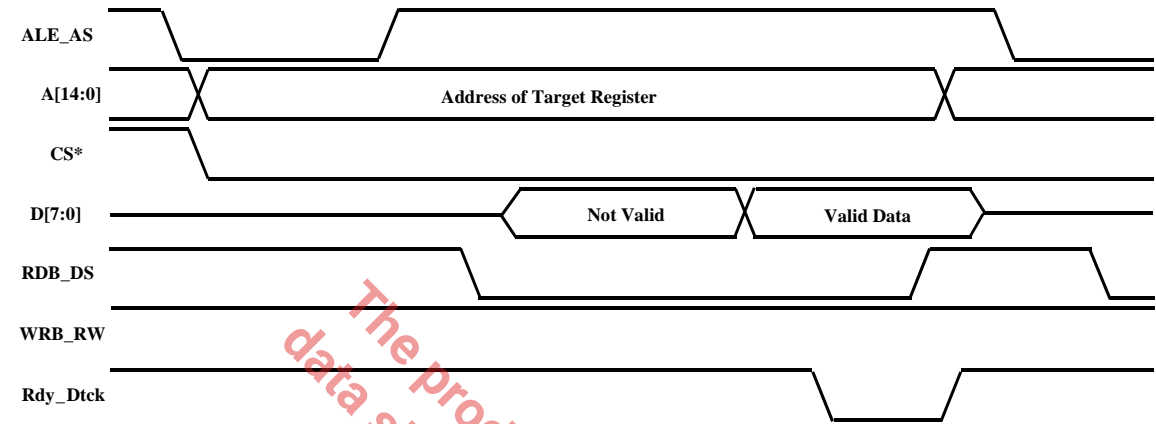 ALE_AS
A[14:0]
Address of Target Register
CS*
D[7:0]
Not Valid
Valid Data
RDB_DS
WRB_RW
Rdy_Dtck
The
data